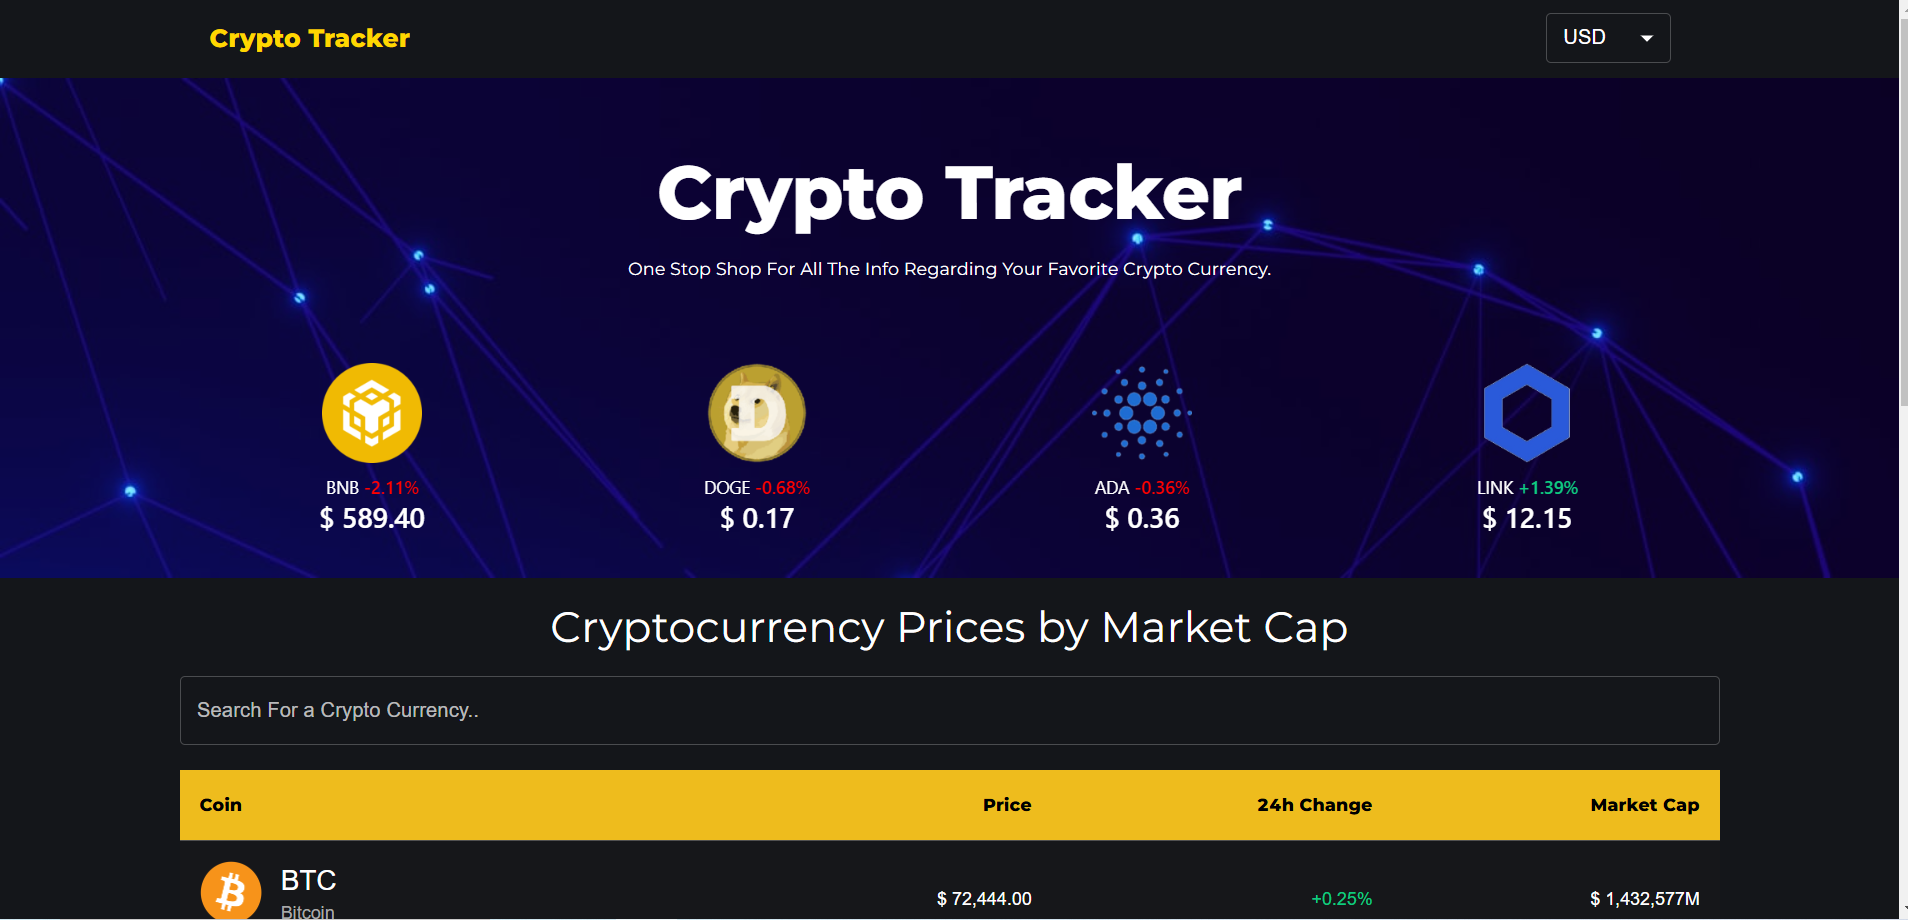 Crypto Tracker
USD
Crypto Tracker
One Stop Shop For All The Info Regarding Your Favorite Crypto Currency.
BNB -2.11%
$ 589.40
DOGE -0.68%
$ 0.17
ADA -0.36%
$ 0.36
LINK +1.39%
$ 12.15
Cryptocurrency Prices by Market Cap
Search For a Crypto Currency..
Coin Price 24h Change Market Cap
BTC
Bitcoin
$ 72,444.00 +0.25% $ 1,432,577M